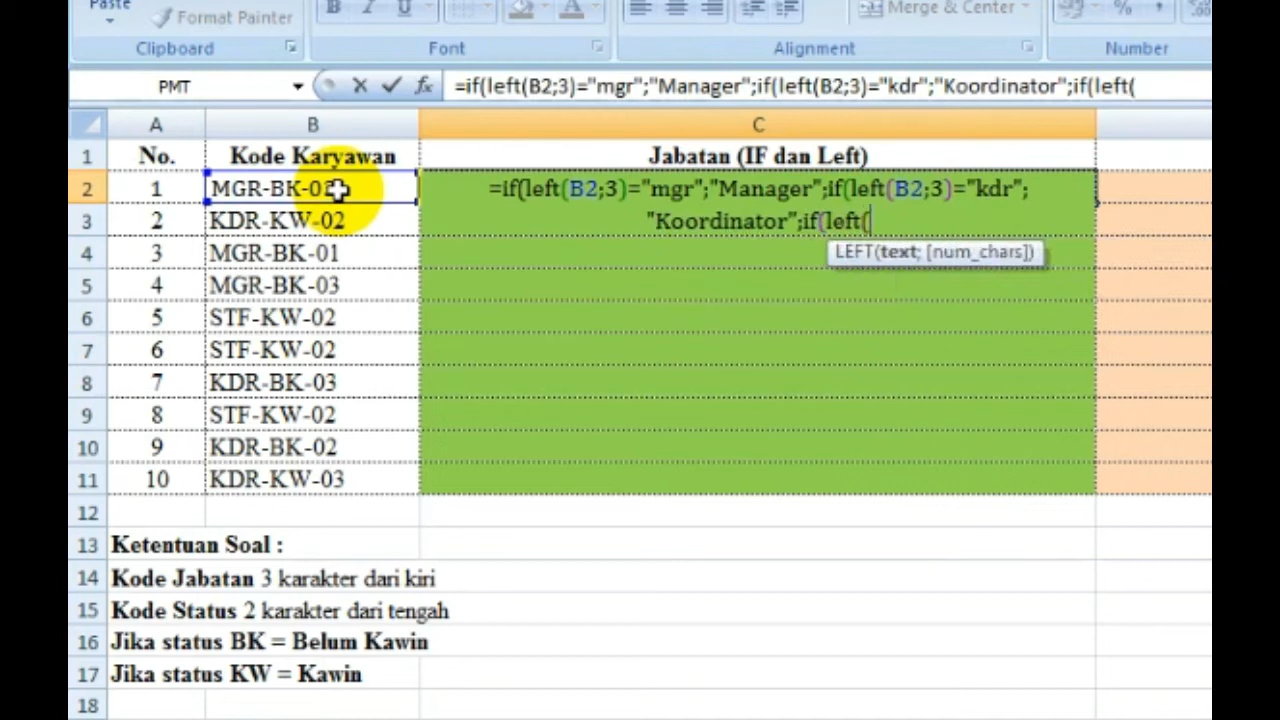 Paste
Format Painter
B I U
A
Merge & Center
%
Clipboard
Font
Alignment
Number
PMT
fx
=if(left(B2;3)="mgr";"Manager";if(left(B2;3)="kdr";"Koordinator";if(left(
A B C
1 No. Kode Karyawan Jabatan (IF dan Left)
2 1 =if(left(B2;3)="mgr";"Manager";if(left(B2;3)="kdr";
3 2 KDR-KW-02 "Koordinator";if(left(
LEFT(text; [num_chars])
4 3 MGR-BK-01
5 4 MGR-BK-03
6 5 STF-KW-02
7 6 STF-KW-02
8 7 KDR-BK-03
9 8 STF-KW-02
10 9 KDR-BK-02
11 10 KDR-KW-03
12
13 Ketentuan Soal :
14 Kode Jabatan 3 karakter dari kiri
15 Kode Status 2 karakter dari tengah
16 Jika status BK = Belum Kawin
17 Jika status KW = Kawin
18